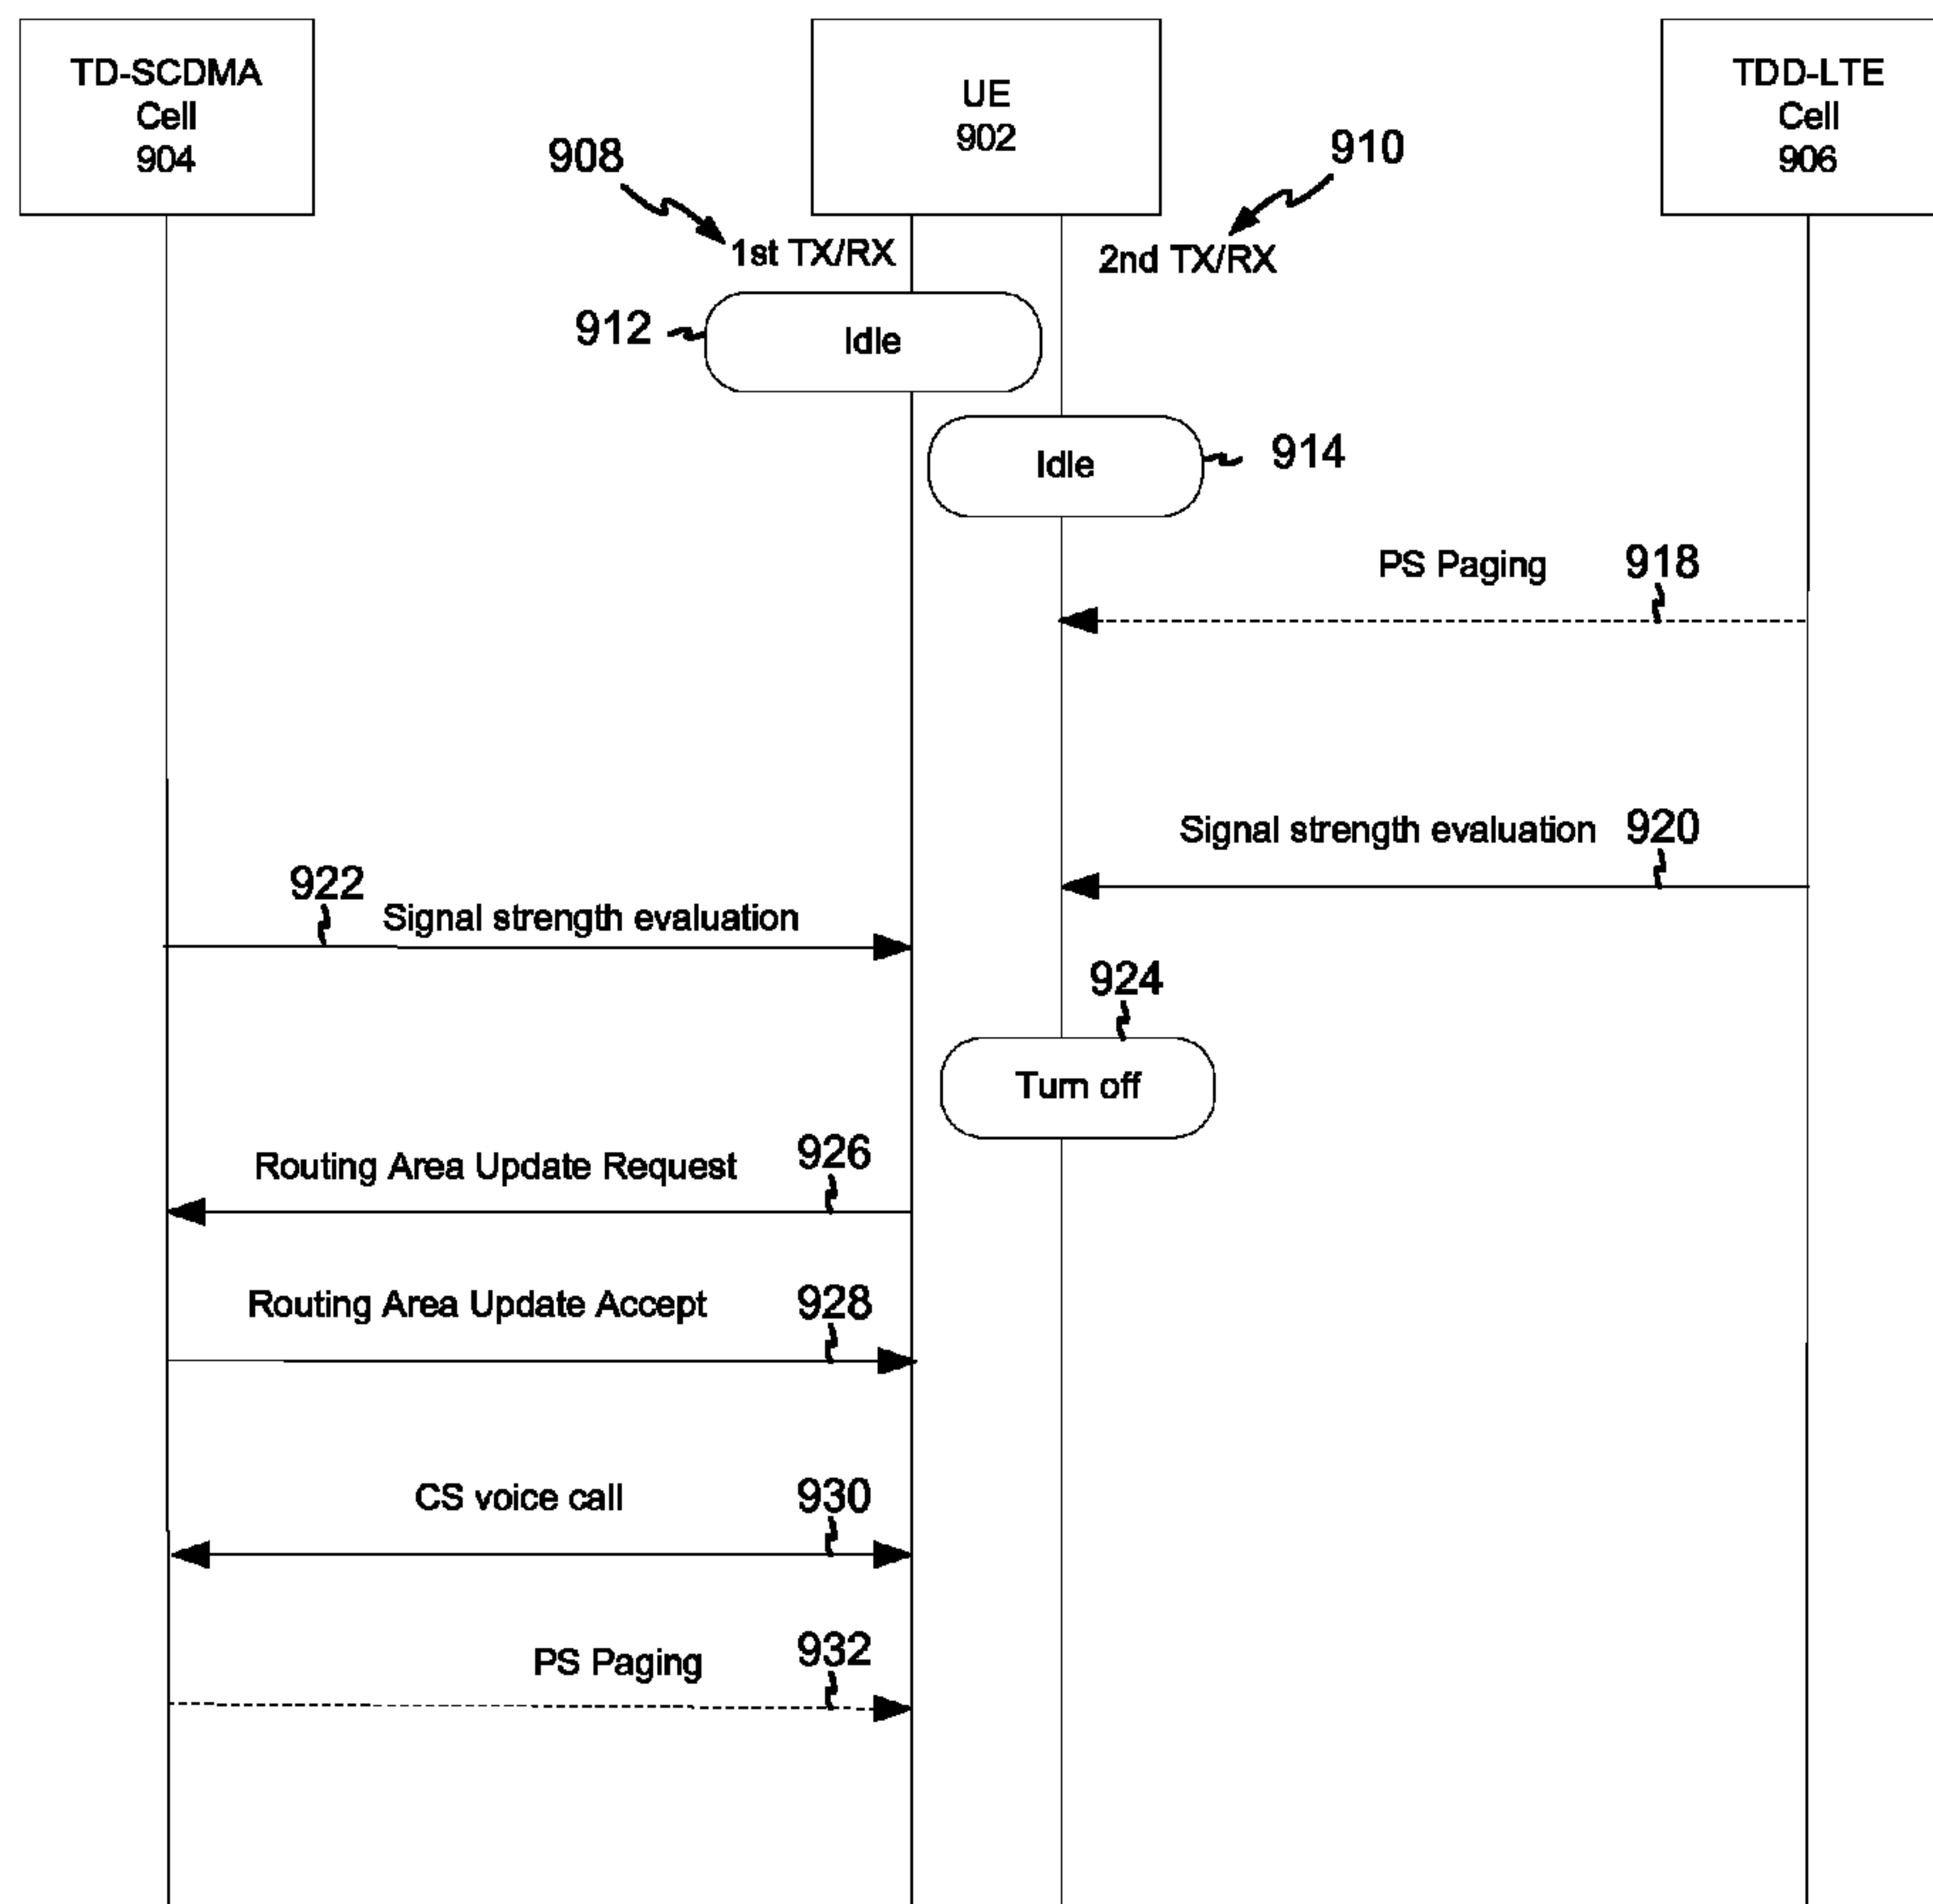 TD-SCDMA
Cell
904
UE
902
TDD-LTE
Cell
906
908
910
1st TX/RX
2nd TX/RX
912
Idle
Idle
914
PS Paging
918
Signal strength evaluation
920
922
Signal strength evaluation
924
Turn off
Routing Area Update Request
926
Routing Area Update Accept
928
CS voice call
930
PS Paging
932